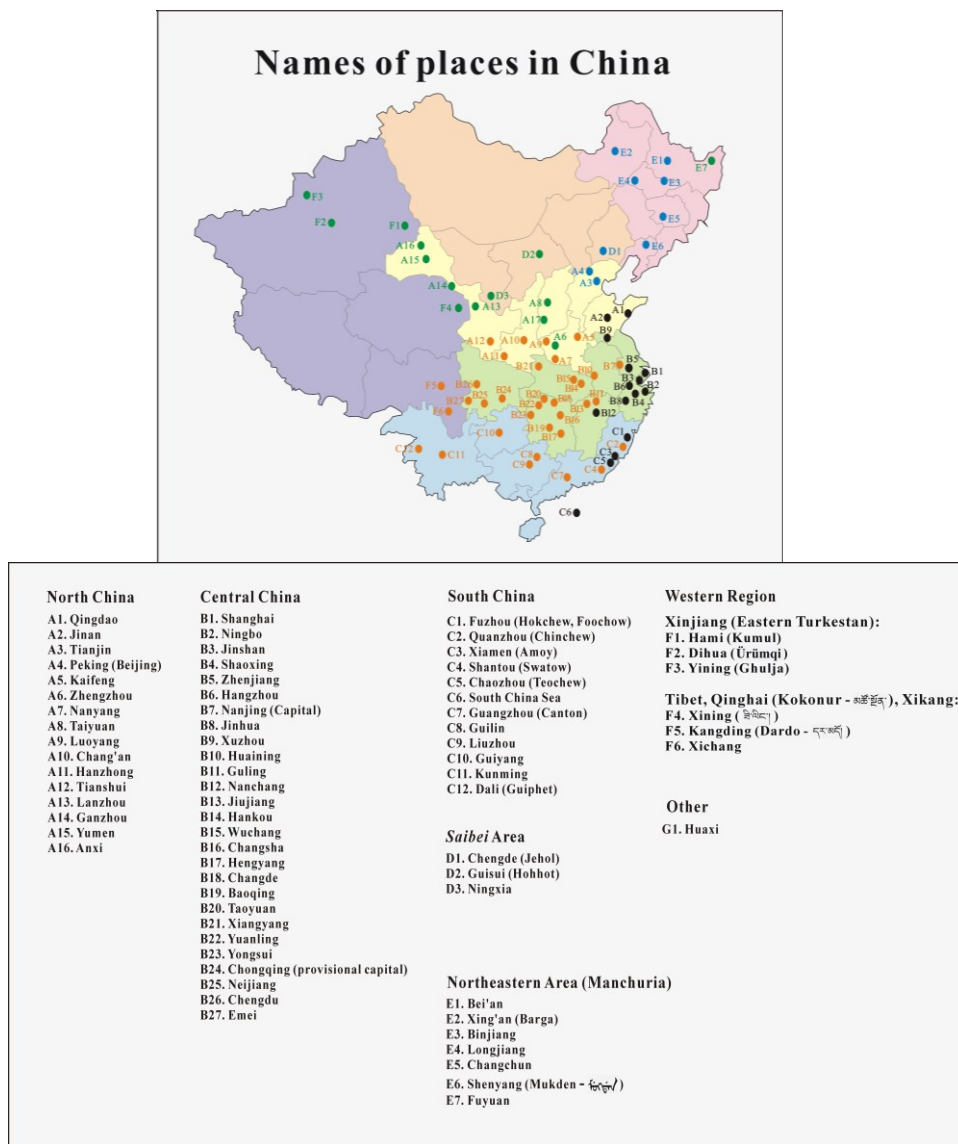 Names of places in China
E2
E1
E7
E4
E3
F3
F2
F1
E5
A16
E6
A15
D2
D1
A4
A3
A14
D3
F4
A13
A8
A17
A2
A1
B9
A12
A10
A9
A6
A5
A11
A7
B21
B7
B5
B10
B3
B1
F5
B26
B24
B15
B14
B6
B2
B27
B25
B20
B18
B11
B8
B4
F6
B22
B13
B12
B23
B16
B19
B17
C10
C1
C2
C12
C11
C8
C3
C9
C5
C4
C7
C6
North China
A1. Qingdao
A2. Jinan
A3. Tianjin
A4. Peking (Beijing)
A5. Kaifeng
A6. Zhengzhou
A7. Nanyang
A8. Taiyuan
A9. Luoyang
A10. Chang'an
A11. Hanzhong
A12. Tianshui
A13. Lanzhou
A14. Ganzhou
A15. Yumen
A16. Anxi
Central China
B1. Shanghai
B2. Ningbo
B3. Jinshan
B4. Shaoxing
B5. Zhenjiang
B6. Hangzhou
B7. Nanjing (Capital)
B8. Jinhua
B9. Xuzhou
B10. Huaining
B11. Guling
B12. Nanchang
B13. Jiujiang
B14. Hankou
B15. Wuchang
B16. Changsha
B17. Hengyang
B18. Changde
B19. Baoqing
B20. Taoyuan
B21. Xiangyang
B22. Yuanling
B23. Yongsui
B24. Chongqing (provisional capital)
B25. Neijiang
B26. Chengdu
B27. Emei
South China
C1. Fuzhou (Hokchew, Foochow)
C2. Quanzhou (Chinchew)
C3. Xiamen (Amoy)
C4. Shantou (Swatow)
C5. Chaozhou (Teochew)
C6. South China Sea
C7. Guangzhou (Canton)
C8. Guilin
C9. Liuzhou
C10. Guiyang
C11. Kunming
C12. Dali (Guiphet)
Saibei Area
D1. Chengde (Jehol)
D2. Guisui (Hohhot)
D3. Ningxia
Northeastern Area (Manchuria)
E1. Bei'an
E2. Xing'an (Barga)
E3. Binjiang
E4. Longjiang
E5. Changchun
E6. Shenyang (Mukden - )
E7. Fuyuan
Western Region
Xinjiang (Eastern Turkestan):
F1. Hami (Kumul)
F2. Dihua (Ürümqi)
F3. Yining (Ghulja)
Tibet, Qinghai (Kokonur - མཚོ་སྔོན་), Xikang:
F4. Xining ( ཟི་ལིང་། )
F5. Kangding (Dardo - དར་མདོ། )
F6. Xichang
Other
G1. Huaxi